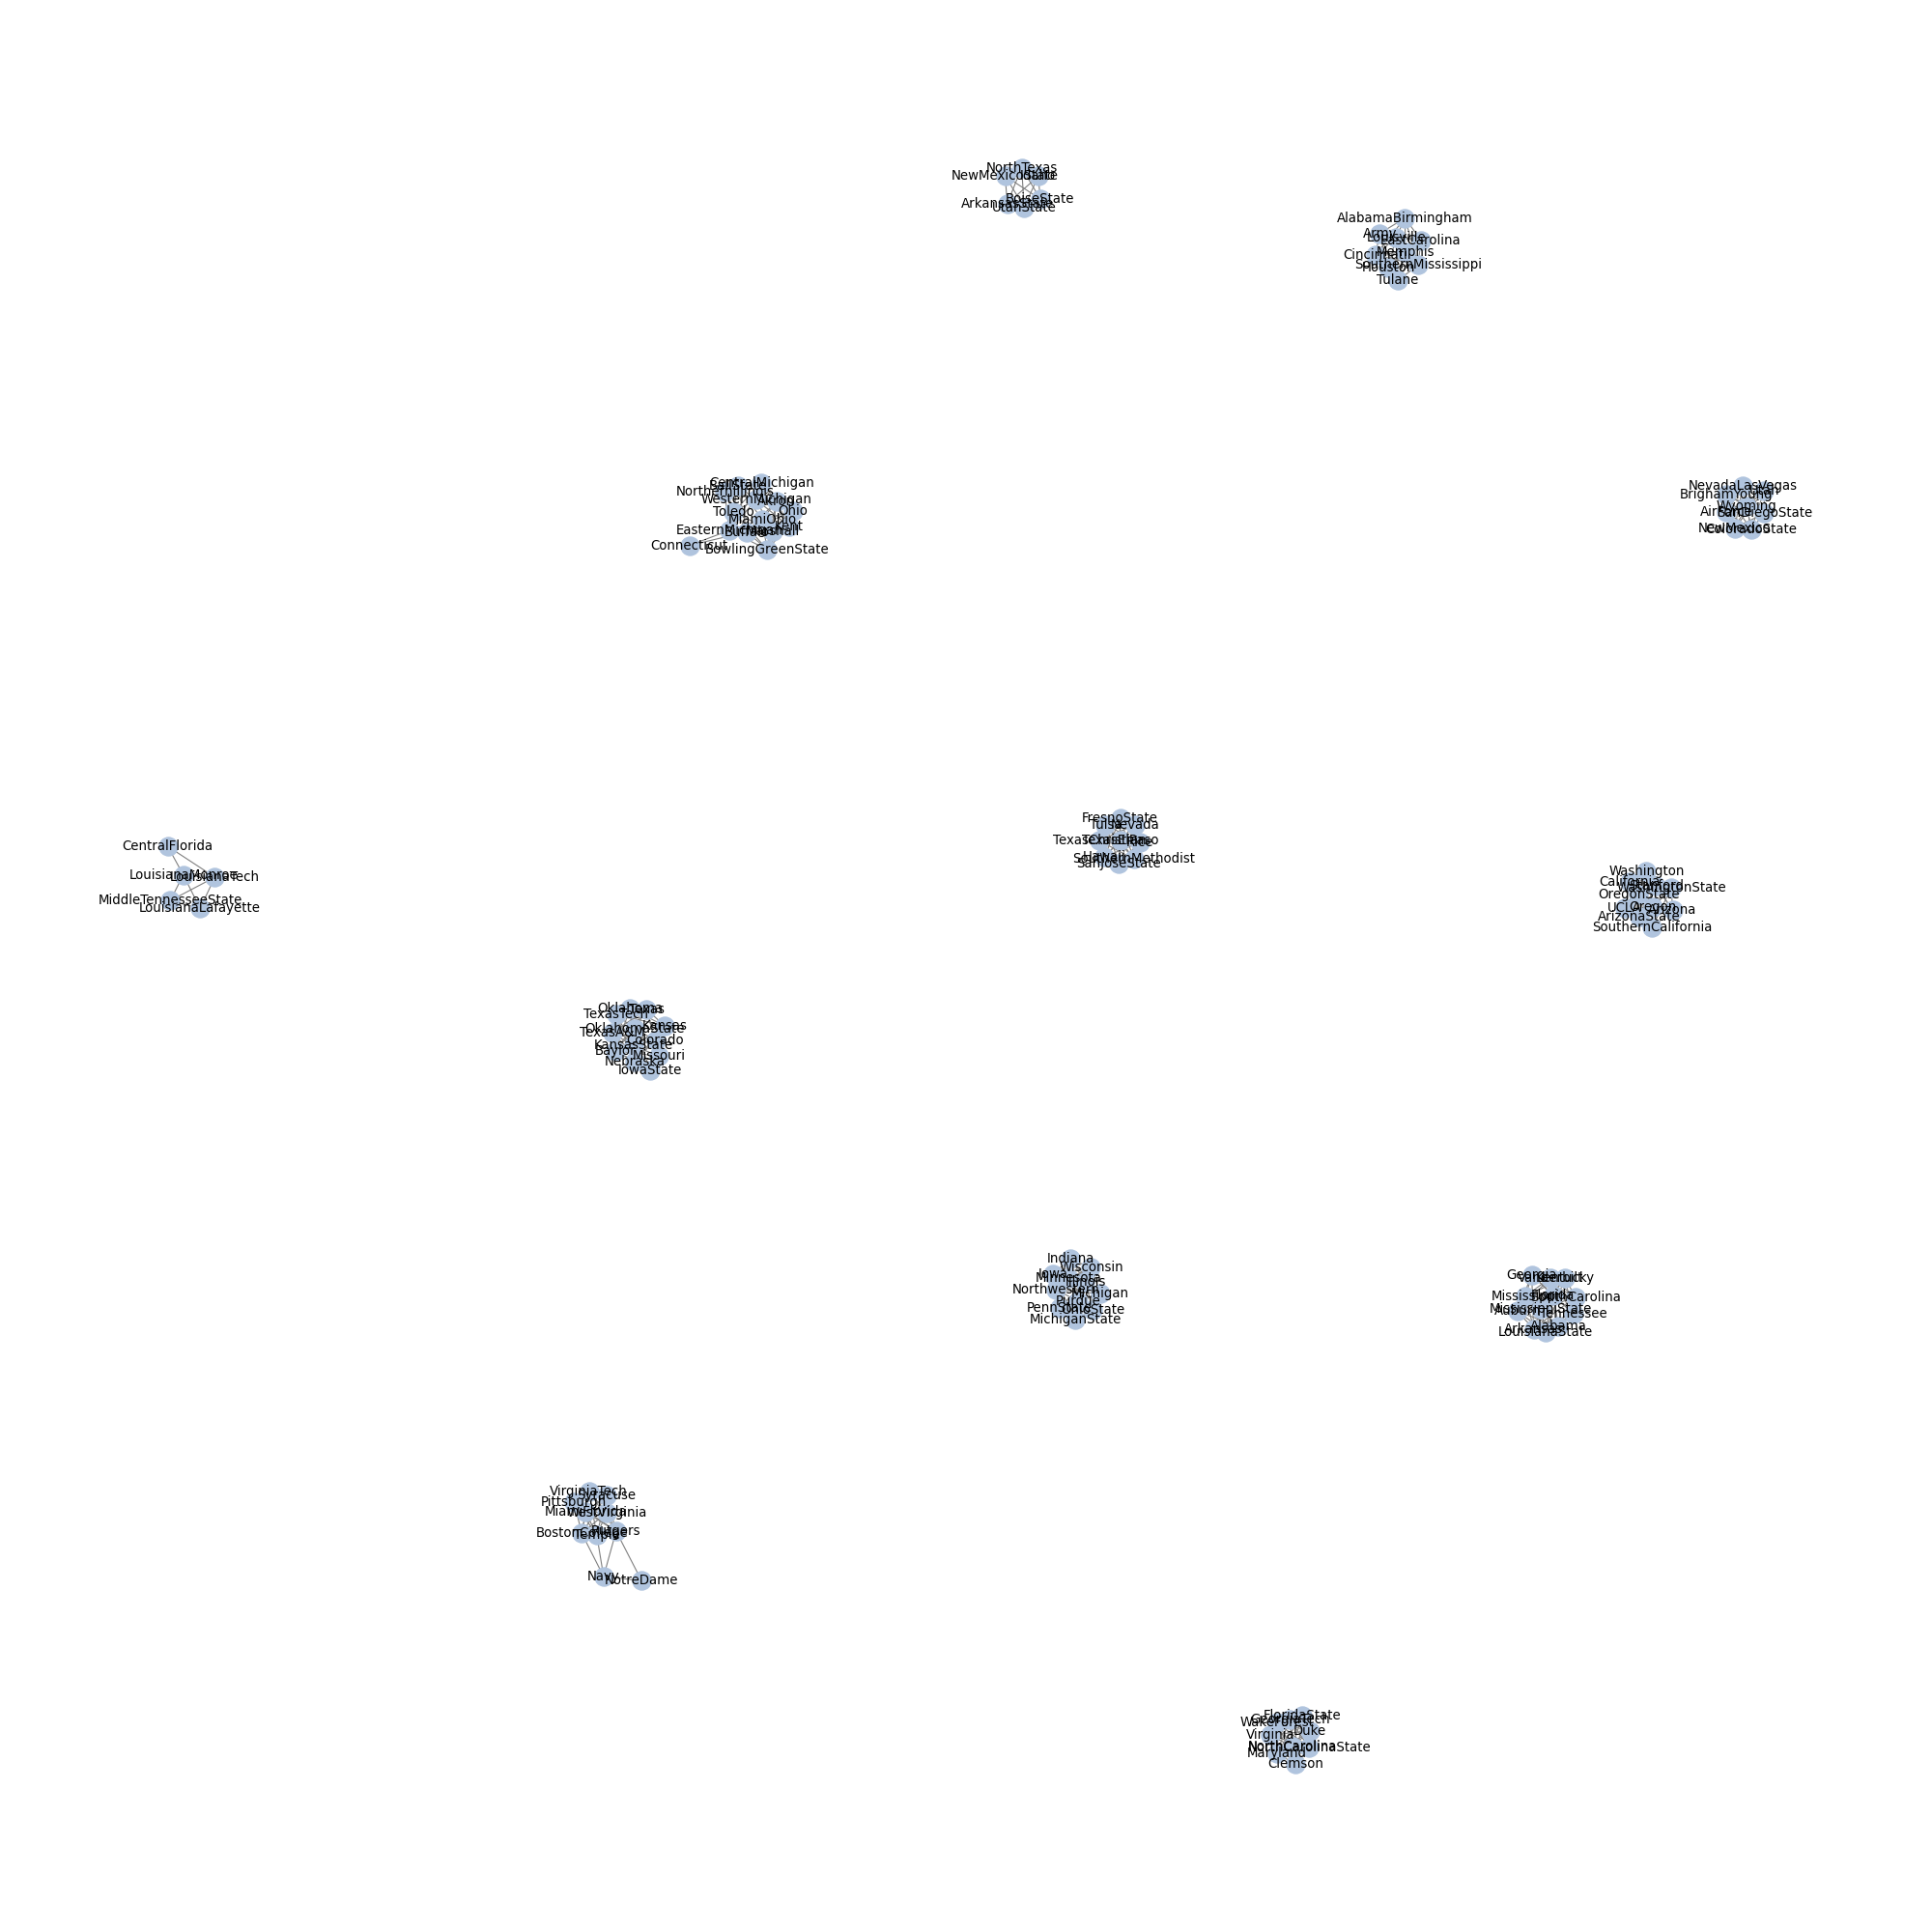 NorthTexas
NewMexicoState
Idaho
BoiseState
ArkansasState
UtahState
AlabamaBirmingham
Army
Louisville
EastCarolina
Memphis
Cincinnati
SouthernMississippi
Houston
Tulane
CentralMichigan
BallState
NorthernIllinois
WesternMichigan
Akron
Toledo
Ohio
MiamiOhio
Kent
EasternMichigan
Marshall
Buffalo
Connecticut
BowlingGreenState
NevadaLasVegas
Utah
BrighamYoung
Wyoming
AirForce
SanDiegoState
NewMexico
ColoradoState
FresnoState
Tulsa
Nevada
TexasChristian
TexasElPaso
Rice
Hawaii
SouthernMethodist
SanJoseState
CentralFlorida
LouisianaMonroe
LouisianaTech
MiddleTennesseeState
LouisianaLafayette
Washington
California
Stanford
WashingtonState
OregonState
UCLA
Oregon
Arizona
ArizonaState
SouthernCalifornia
Oklahoma
Texas
TexasTech
Kansas
OklahomaState
TexasA&M
Colorado
KansasState
Baylor
Missouri
Nebraska
IowaState
Indiana
Wisconsin
Iowa
Minnesota
Illinois
Northwestern
Michigan
Purdue
PennState
OhioState
MichiganState
Georgia
Vanderbilt
Kentucky
Mississippi
Florida
SouthCarolina
MississippiState
Auburn
Tennessee
Alabama
Arkansas
LouisianaState
VirginiaTech
Syracuse
Pittsburgh
MiamiFlorida
WestVirginia
BostonCollege
Rutgers
Temple
Navy
NotreDame
FloridaState
GeorgiaTech
WakeForest
Duke
Virginia
NorthCarolina
NorthCarolinaState
Maryland
Clemson